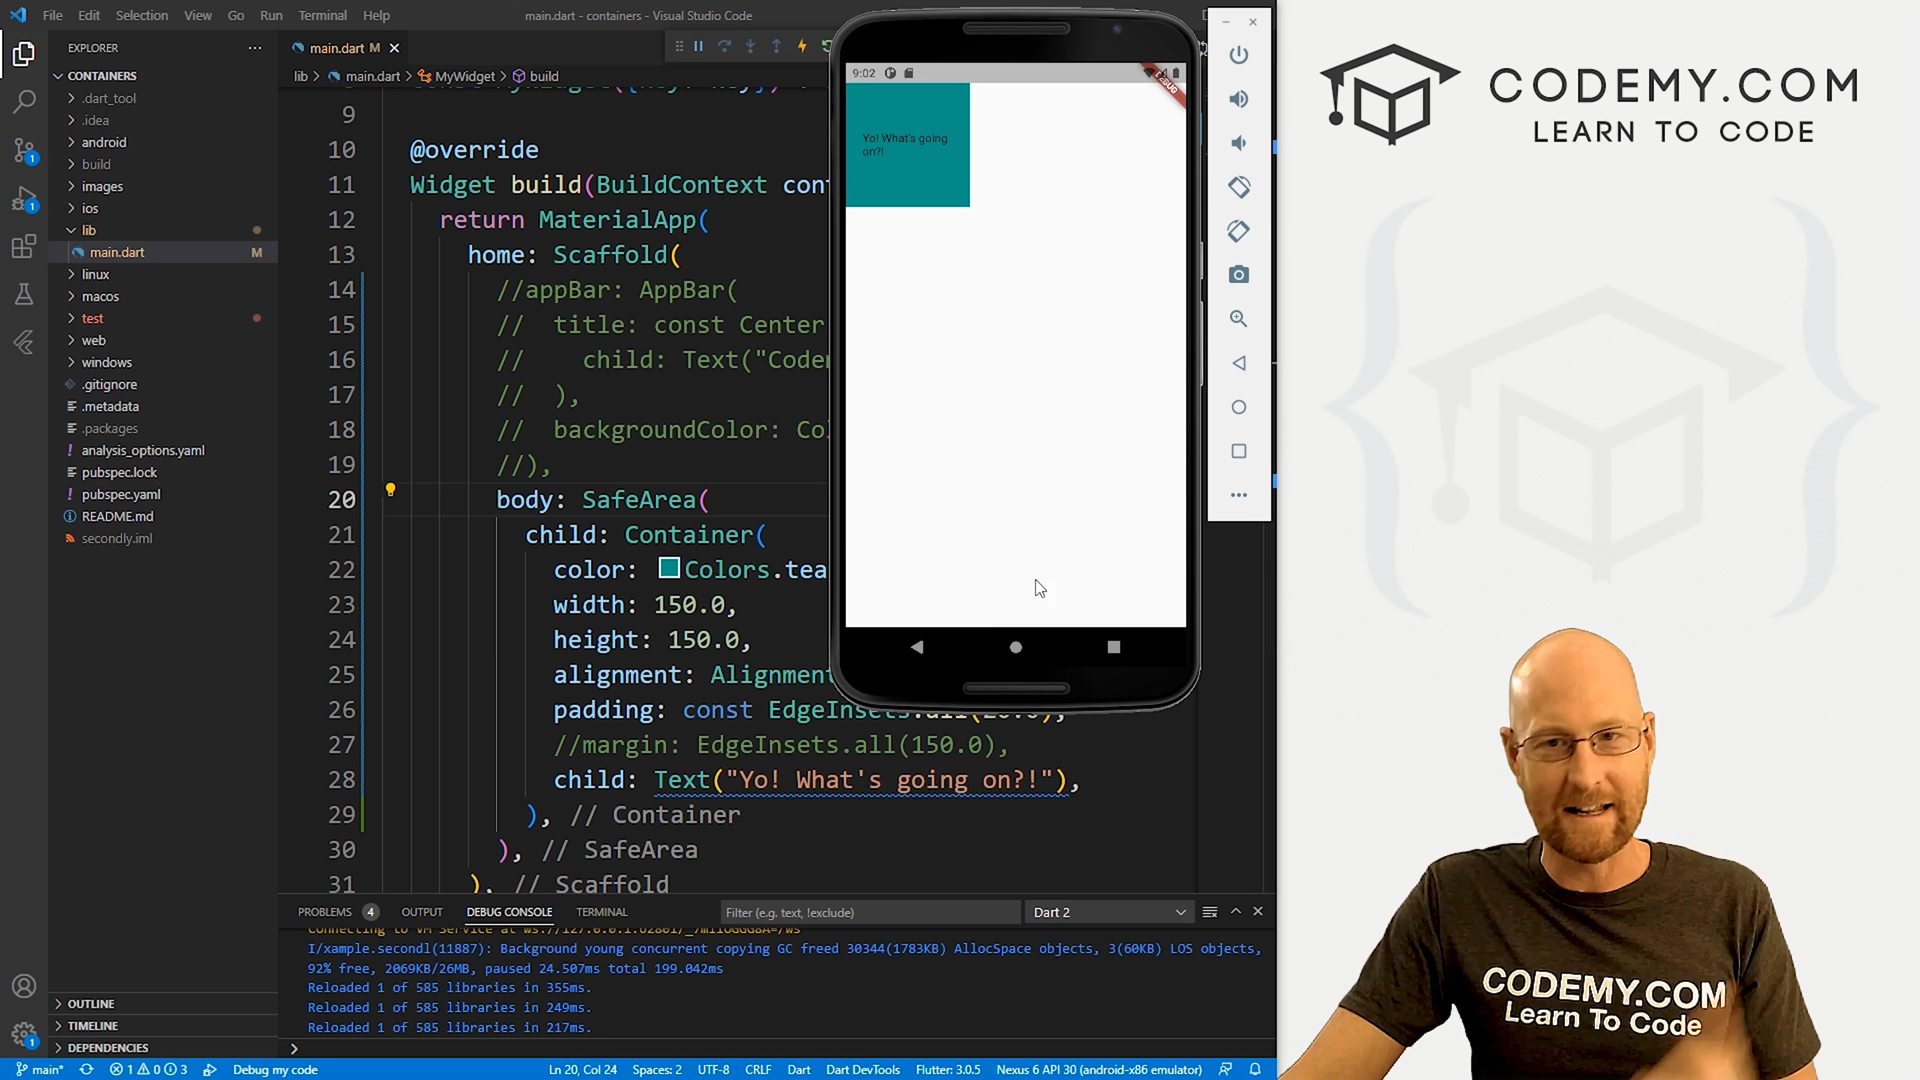 File Edit Selection View Go Run Terminal Help
main.dart - containers - Visual Studio Code
EXPLORER
CONTAINERS
.dart_tool
.idea
android
build
images
ios
lib
main.dart M
linux
macos
test
web
windows
.gitignore
.metadata
.packages
analysis_options.yaml
pubspec.lock
pubspec.yaml
README.md
secondly.iml
OUTLINE
TIMELINE
DEPENDENCIES
main.dart M
lib > main.dart > MyWidget > build
9
10 @override
11 Widget build(BuildContext con
12 return MaterialApp(
13 home: Scaffold(
14 //appBar: AppBar(
15 // title: const Center
16 // child: Text("Coder
17 // ),
18 // backgroundColor: Co
19 //),
20 body: SafeArea(
21 child: Container(
22 color: Colors.tea
23 width: 150.0,
24 height: 150.0,
25 alignment: Alignment
26 padding: const EdgeInsets.all(20.0),
27 //margin: EdgeInsets.all(150.0),
28 child: Text("Yo! What's going on?!"),
29 ), // Container
30 ), // SafeArea
31 ), // Scaffold
PROBLEMS 4 OUTPUT DEBUG CONSOLE TERMINAL
Filter (e.g. text, !exclude)
Dart 2
I/xample.secondl(11887): Background young concurrent copying GC freed 30344(1783KB) AllocSpace objects, 3(60KB) LOS objects,
92% free, 2069KB/26MB, paused 24.507ms total 199.042ms
Reloaded 1 of 585 libraries in 355ms.
Reloaded 1 of 585 libraries in 249ms.
Reloaded 1 of 585 libraries in 217ms.
main* 1 0 3 Debug my code
Ln 20, Col 24 Spaces: 2 UTF-8 CRLF Dart Dart DevTools Flutter: 3.0.5 Nexus 6 API 30 (android-x86 emulator)
9:02
DEBUG
Yo! What's going
on?!
CODEMY.COM
LEARN TO CODE
CODEMY.COM
Learn To Code